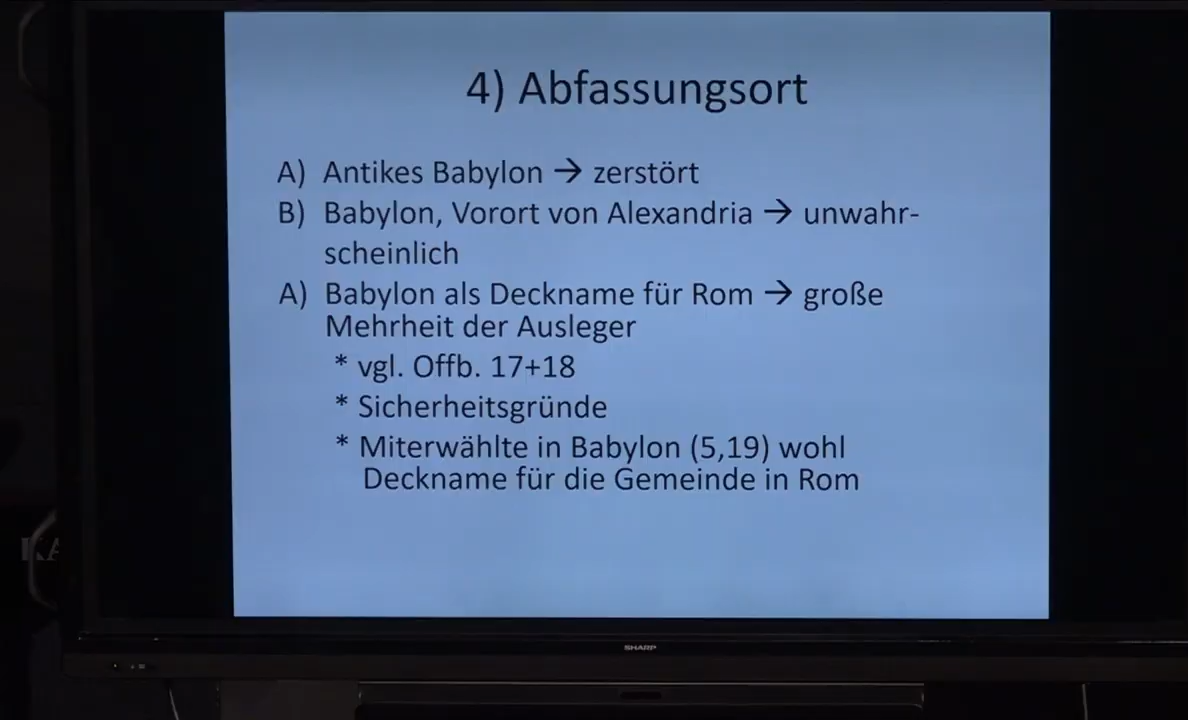 4) Abfassungsort
A) Antikes Babylon → zerstört
B) Babylon, Vorort von Alexandria → unwahr-
scheinlich
A) Babylon als Deckname für Rom → große
Mehrheit der Ausleger
* vgl. Offb. 17+18
* Sicherheitsgründe
* Miterwählte in Babylon (5,19) wohl
Deckname für die Gemeinde in Rom
KA
SHARP